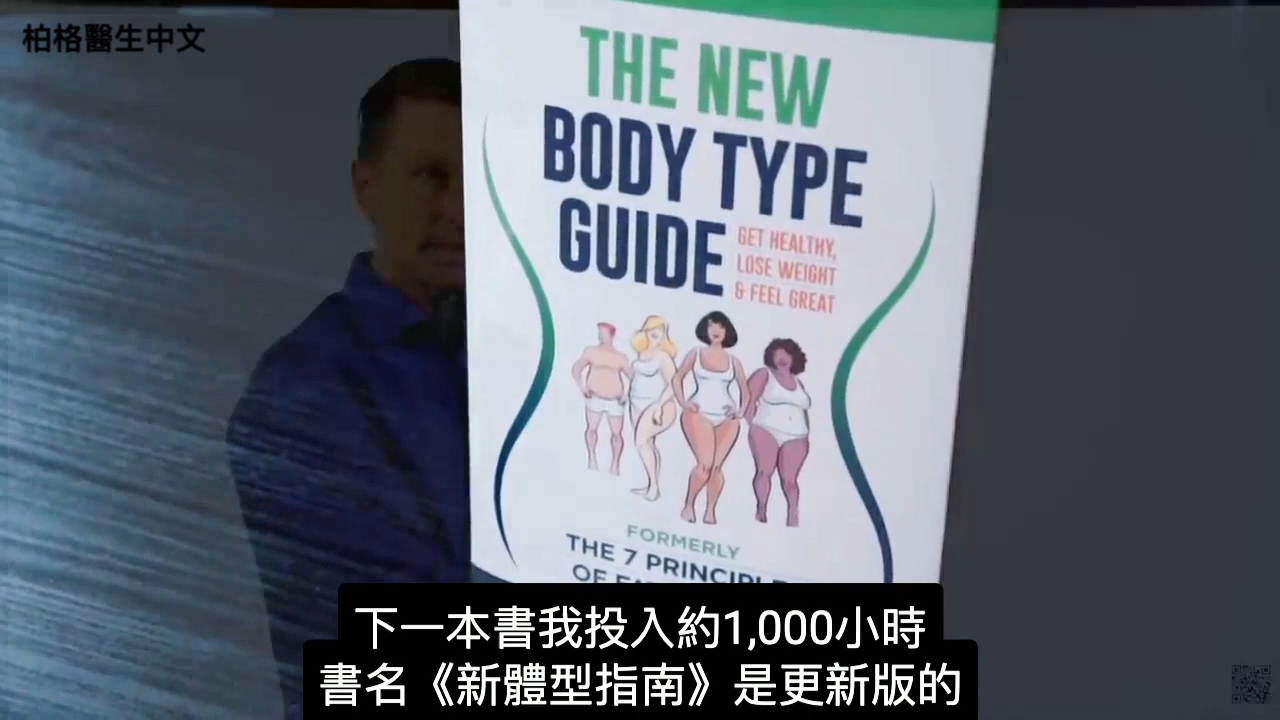 柏格醫生中文
THE NEW
BODY TYPE
GUIDE
GET HEALTHY,
LOSE WEIGHT
& FEEL GREAT
FORMERLY
THE 7
OF
下一本書我投入約1,000小時
書名《新體型指南》是更新版的